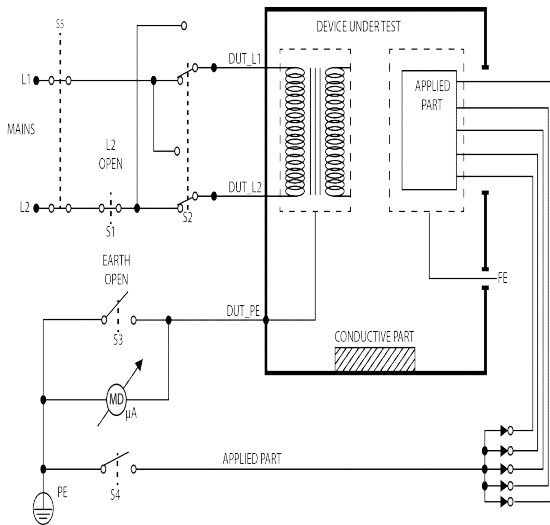 S5
DEVICE UNDER TEST
DUT_L1
L1
APPLIED
PART
MAINS
L2
OPEN
DUT_L2
L2
S2
S1
EARTH
OPEN
FE
DUT_PE
S3
CONDUCTIVE PART
MD
µA
APPLIED PART
PE
S4